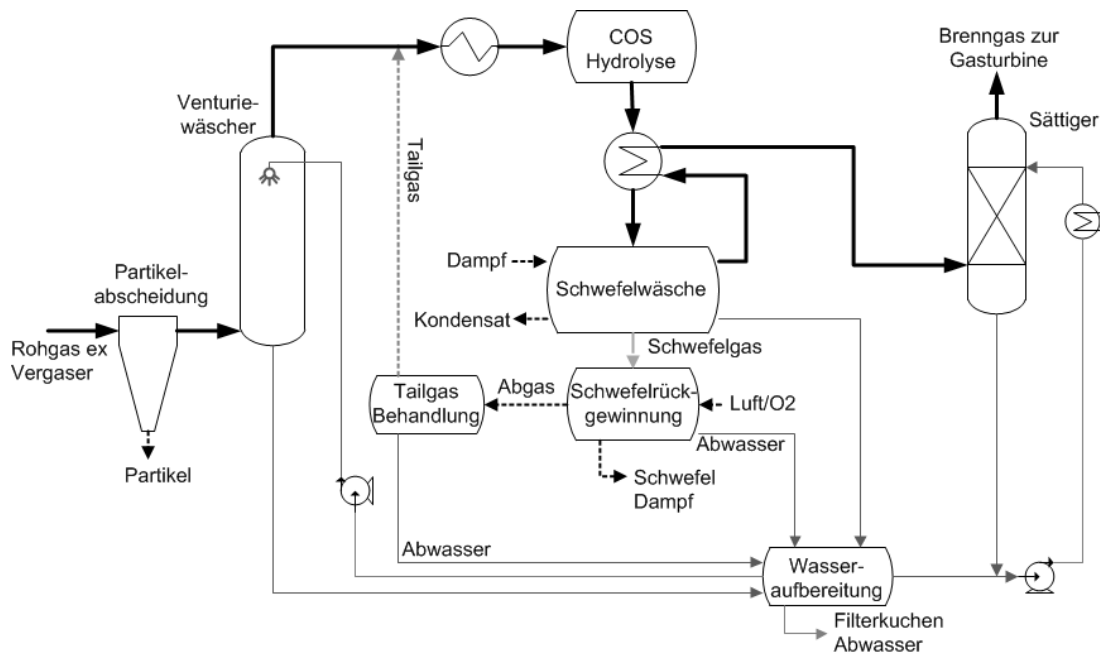 COS
Hydrolyse
Brenngas zur
Gasturbine
Venturie-
wäscher
Sättiger
Tailgas
Partikel-
abscheidung
Dampf
Schwefelwäsche
Kondensat
Rohgas ex
Vergaser
Schwefelgas
Tailgas
Behandlung
Abgas
Schwefelrück-
gewinnung
Luft/O2
Abwasser
Partikel
Schwefel
Dampf
Abwasser
Wasser-
aufbereitung
Filterkuchen
Abwasser